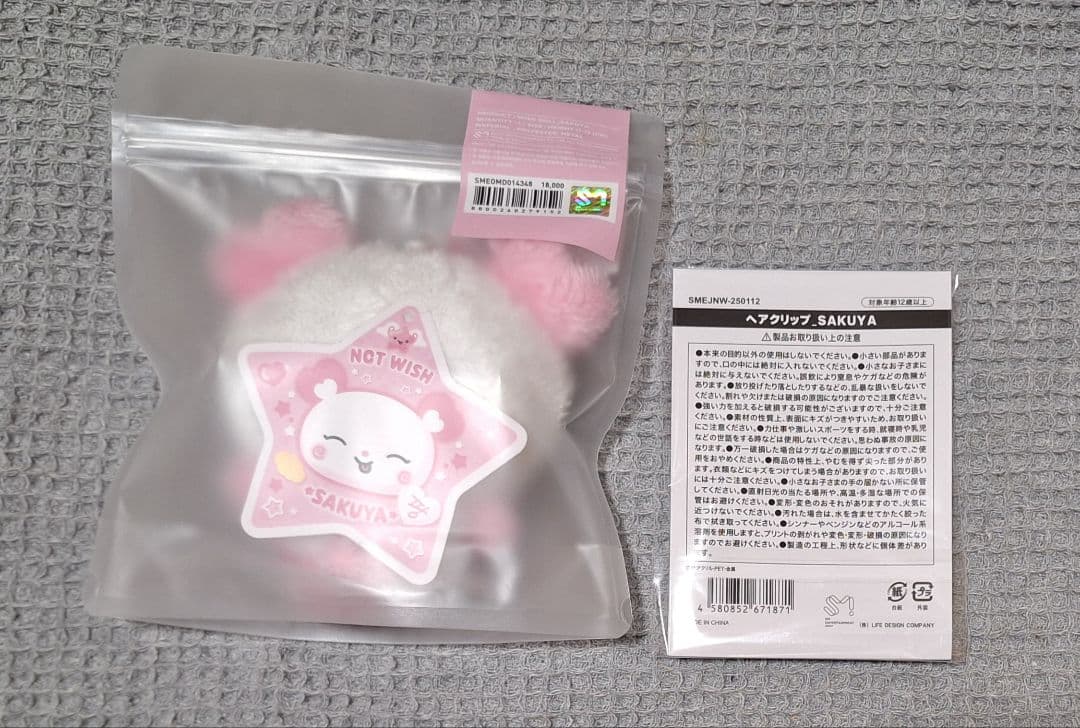 SME0MD014348 18,000
8800260279102
NOT WISH
SAKUYA
SMEJNW-250112
対象年齢12歳以上
ヘアクリップ_SAKUYA
⚠製品お取り扱い上の注意
●本来の目的以外の使用はしないでください。●小さい部品がありま
すので、口の中には絶対に入れないでください。●小さなお子さまに
は絶対に与えないでください。誤飲により窒息やケガなどの危険が
あります。●放り投げたり落としたりするなどの、乱暴な扱いをしないで
ください。割れや欠けまたは破損の原因になりますのでご注意ください。
●強い力を加えると破損する可能性がございますので、十分ご注意
ください。●素材の性質上、表面にキズがつきやすいため、お取り扱い
にご注意ください。●力仕事や激しいスポーツをする時、就寝時や乳児
などの世話をする時などは使用しないでください。思わぬ事故の原因に
なります。●万一破損した場合はケガなどの原因になりますので、ご使
用をおやめください。●商品の特性上、やむを得ず尖った部分があり
ます。衣類などにキズをつけてしまう場合がありますので、お取り扱い
には十分ご注意ください。●小さなお子さまの手の届かない所に保管
してください。●直射日光の当たる場所や、高温・多湿な場所での保
管はお避けください。●変形・変色のおそれがありますので、火気に
近づけないでください。●汚れた場合は、水を含ませてかたく絞った
布で拭き取ってください。●シンナーやベンジンなどのアルコール系
溶剤を使用しますと、プリントの剥がれや変色・変形・破損の原因になり
ますのでお避けください。●製造の工程上、形状などに個体差があり
ます。
アクリル・PET・金属
4 580852 671871
DE IN CHINA
SM ENTERTAINMENT
紙
台紙
プラ
外装
(株) LIFE DESIGN COMPANY